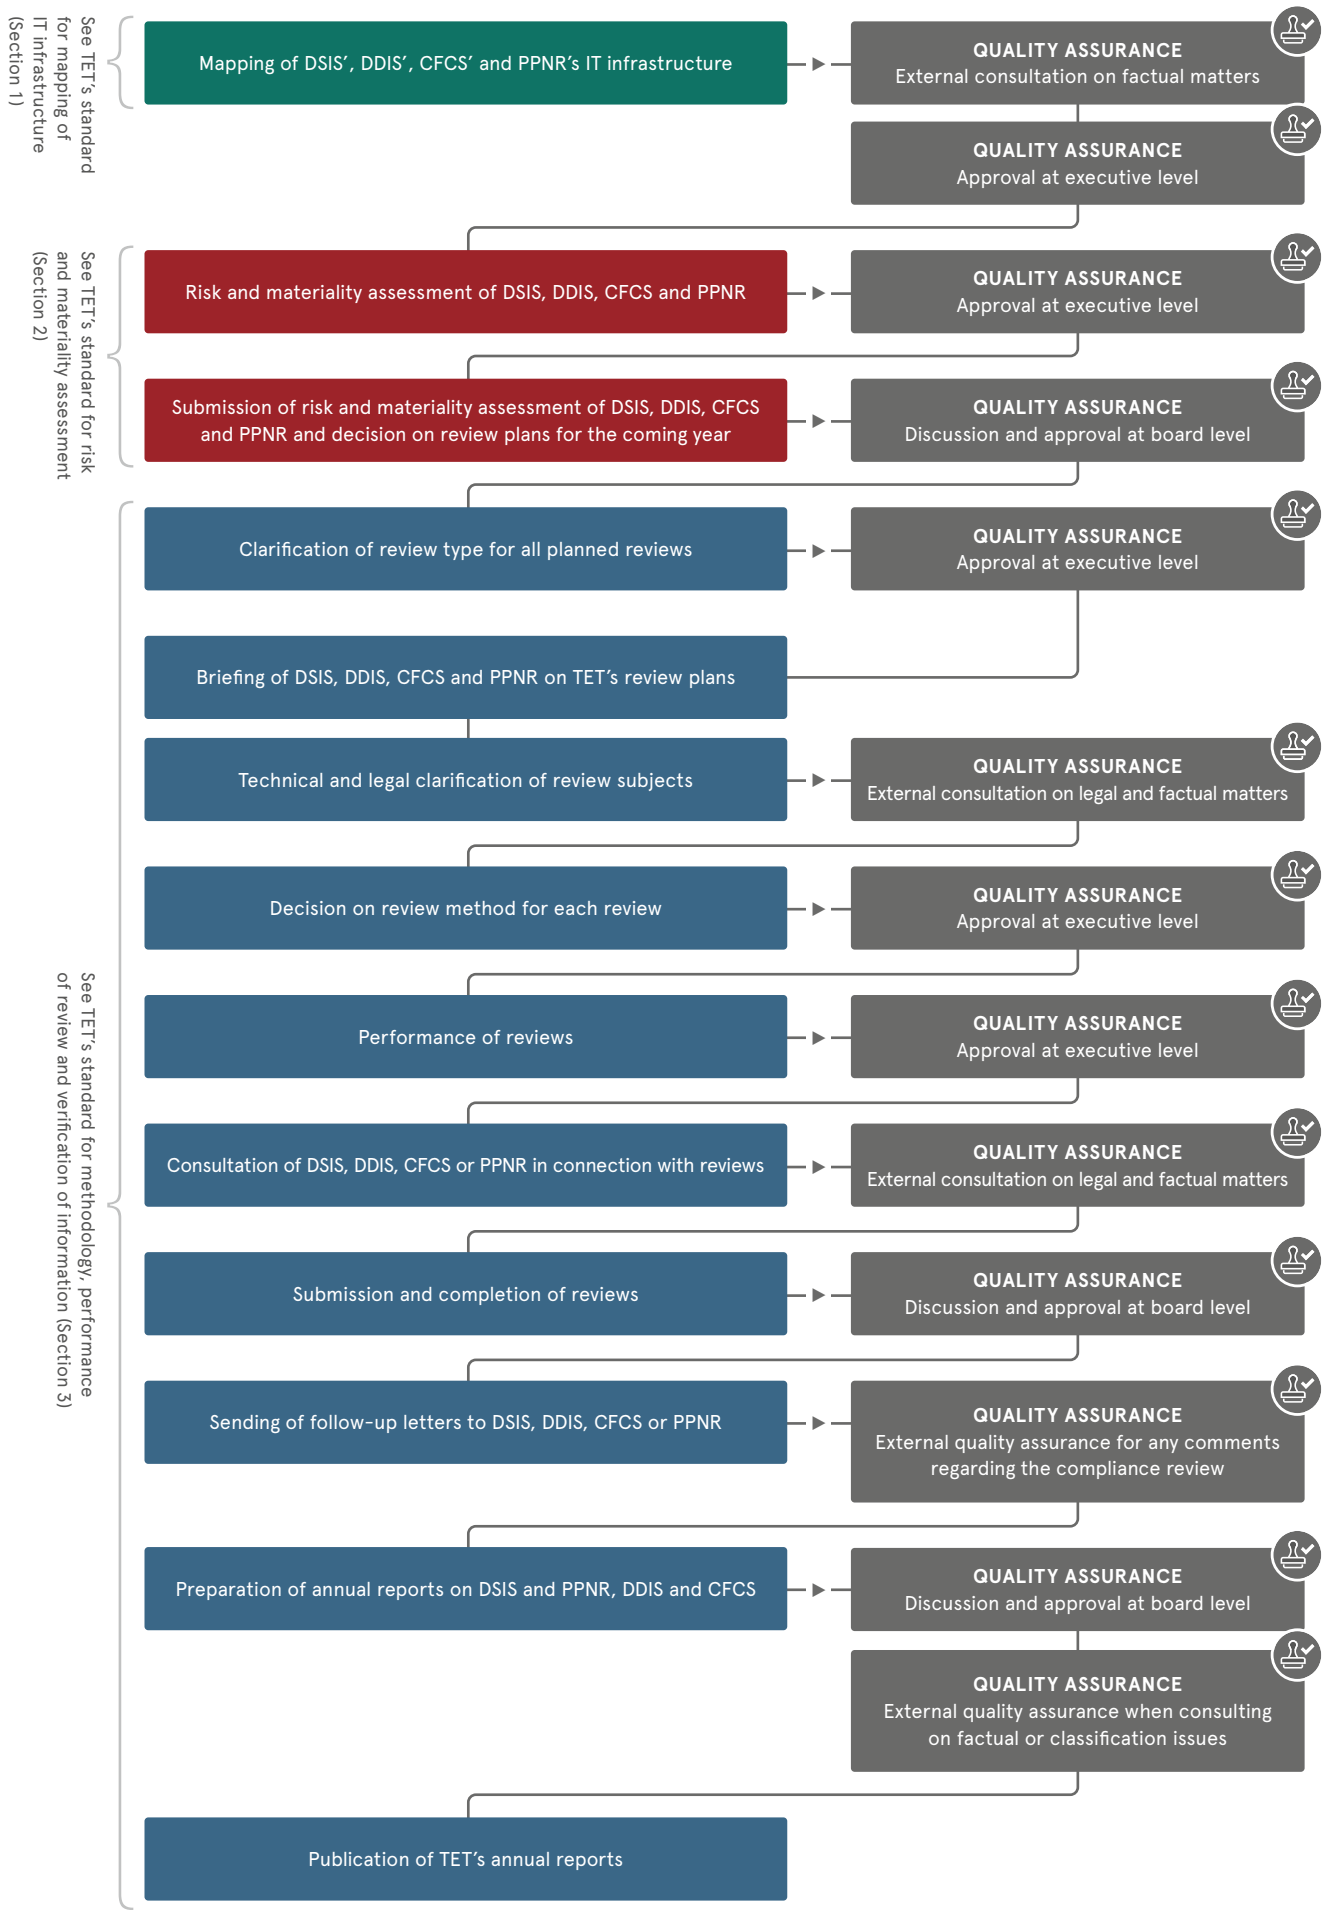 See TET's standard
for mapping of
IT infrastructure
(Section 1)
Mapping of DSIS’, DDIS’, CFCS’ and PPNR’s IT infrastructure
QUALITY ASSURANCE
External consultation on factual matters
QUALITY ASSURANCE
Approval at executive level
See TET's standard for risk
and materiality assessment
(Section 2)
Risk and materiality assessment of DSIS, DDIS, CFCS and PPNR
QUALITY ASSURANCE
Approval at executive level
Submission of risk and materiality assessment of DSIS, DDIS, CFCS
and PPNR and decision on review plans for the coming year
QUALITY ASSURANCE
Discussion and approval at board level
See TET's standard for methodology, performance
of review and verification of information (Section 3)
Clarification of review type for all planned reviews
QUALITY ASSURANCE
Approval at executive level
Briefing of DSIS, DDIS, CFCS and PPNR on TET’s review plans
Technical and legal clarification of review subjects
QUALITY ASSURANCE
External consultation on legal and factual matters
Decision on review method for each review
QUALITY ASSURANCE
Approval at executive level
Performance of reviews
QUALITY ASSURANCE
Approval at executive level
Consultation of DSIS, DDIS, CFCS or PPNR in connection with reviews
QUALITY ASSURANCE
External consultation on legal and factual matters
Submission and completion of reviews
QUALITY ASSURANCE
Discussion and approval at board level
Sending of follow-up letters to DSIS, DDIS, CFCS or PPNR
QUALITY ASSURANCE
External quality assurance for any comments
regarding the compliance review
Preparation of annual reports on DSIS and PPNR, DDIS and CFCS
QUALITY ASSURANCE
Discussion and approval at board level
QUALITY ASSURANCE
External quality assurance when consulting
on factual or classification issues
Publication of TET’s annual reports